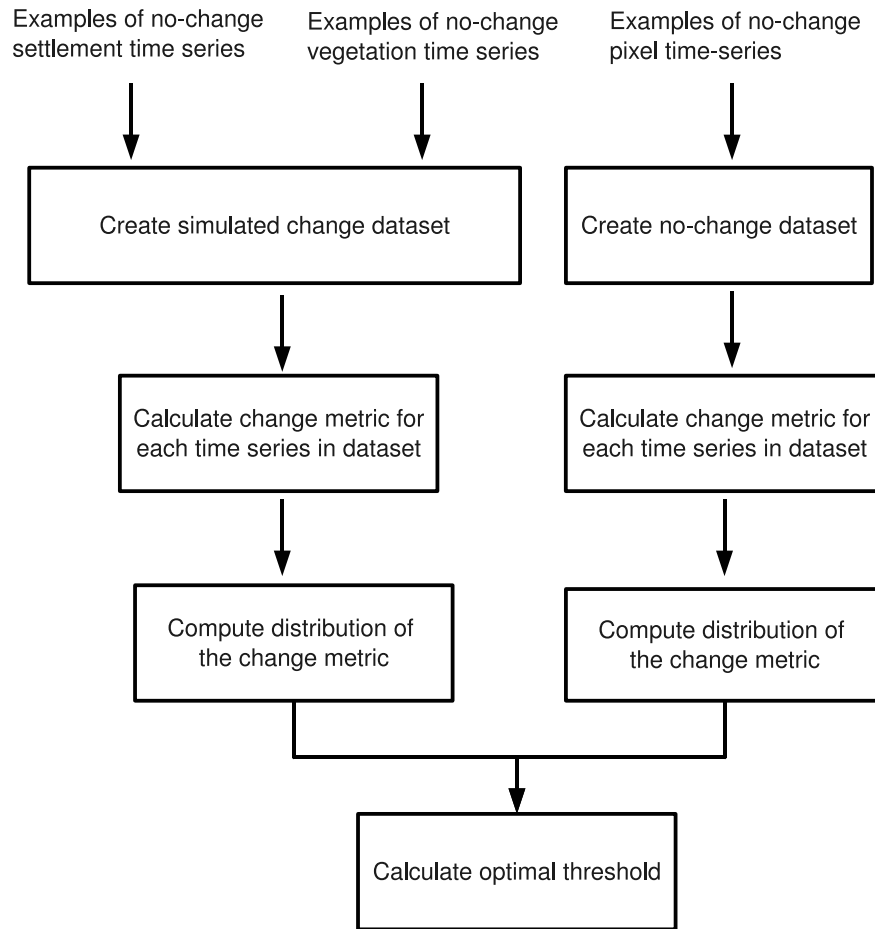 Examples of no-change
settlement time series
Examples of no-change
vegetation time series
Examples of no-change
pixel time-series
Create simulated change dataset
Create no-change dataset
Calculate change metric for
each time series in dataset
Calculate change metric for
each time series in dataset
Compute distribution of
the change metric
Compute distribution of
the change metric
Calculate optimal threshold